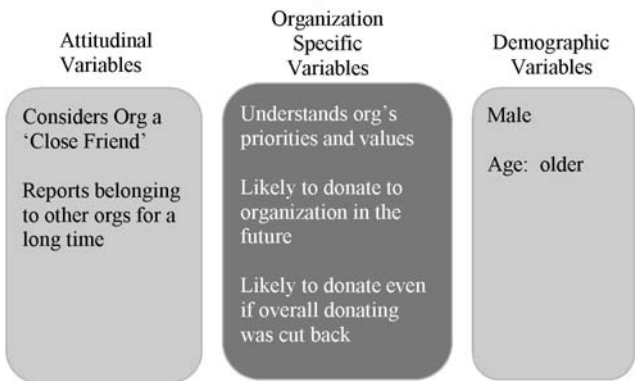 Attitudinal
Variables
Considers Org a
‘Close Friend’
Reports belonging
to other orgs for a
long time
Organization
Specific
Variables
Understands org’s
priorities and values
Likely to donate to
organization in the
future
Likely to donate even
if overall donating
was cut back
Demographic
Variables
Male
Age: older